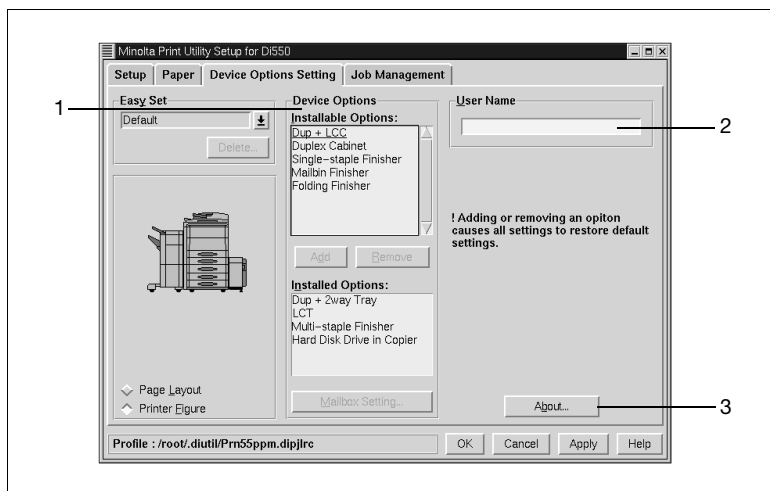 Minolta Print Utility Setup for Di550
Setup
Paper
Device Options Setting
Job Management
1
Easy Set
Default
Delete...
Page Layout
Printer Figure
Device Options
Installable Options:
Dup + LCC
Duplex Cabinet
Single-staple Finisher
Mailbin Finisher
Folding Finisher
Add
Remove
Installed Options:
Dup + 2way Tray
LCT
Multi-staple Finisher
Hard Disk Drive in Copier
Mailbox Setting...
User Name
2
! Adding or removing an opiton
causes all settings to restore default
settings.
About...
3
Profile : /root/.diutil/Prn55ppm.dipjlrc
OK
Cancel
Apply
Help